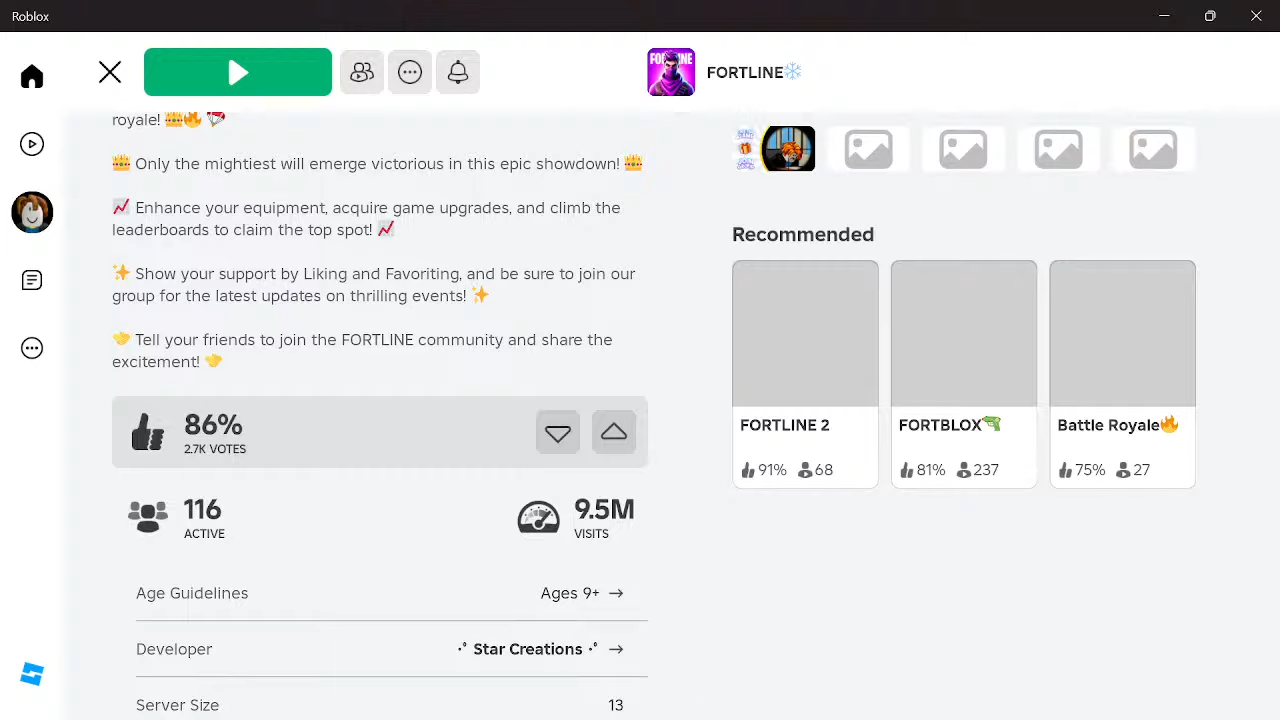 Roblox
FORTLINE❄️
royale! 👑🔥 🪂
👑 Only the mightiest will emerge victorious in this epic showdown! 👑
📈 Enhance your equipment, acquire game upgrades, and climb the
leaderboards to claim the top spot! 📈
✨ Show your support by Liking and Favoriting, and be sure to join our
group for the latest updates on thrilling events! ✨
🤝 Tell your friends to join the FORTLINE community and share the
excitement! 🤝
86%
2.7K VOTES
116
ACTIVE
9.5M
VISITS
Age Guidelines
Ages 9+ →
Developer
⋆˚ Star Creations ⋆˚ →
Server Size
13
Recommended
FORTLINE 2
91% 68
FORTBLOX🔫
81% 237
Battle Royale🔥
75% 27